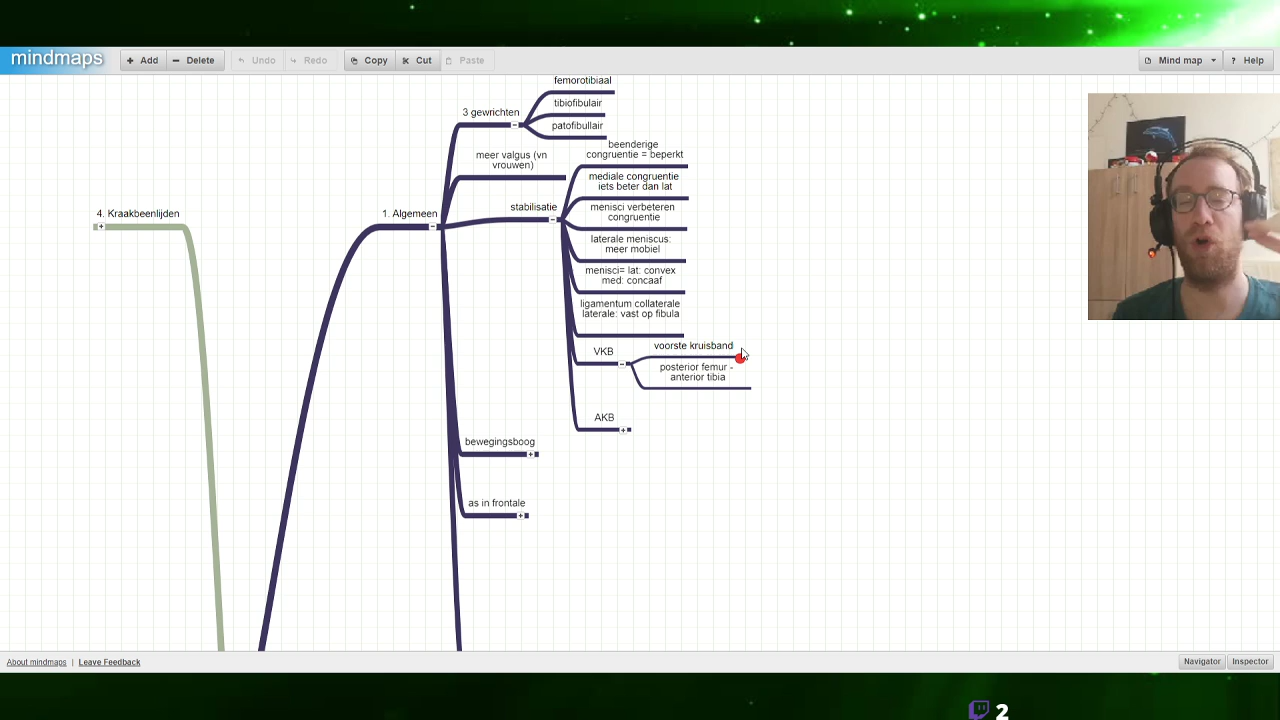 mindmaps
Add
Delete
Undo
Redo
Copy
Cut
Paste
Mind map
? Help
femorotibiaal
3 gewrichten
tibiofibulair
patofibullair
beenderige
congruentie = beperkt
meer valgus (vn
vrouwen)
mediale congruentie
iets beter dan lat
stabilisatie
menisci verbeteren
congruentie
4. Kraakbeenlijden
1. Algemeen
laterale meniscus:
meer mobiel
menisci= lat: convex
med: concaaf
ligamentum collaterale
laterale: vast op fibula
VKB
voorste kruisband
posterior femur -
anterior tibia
AKB
bewegingsboog
as in frontale
About mindmaps | Leave Feedback
Navigator
Inspector
2